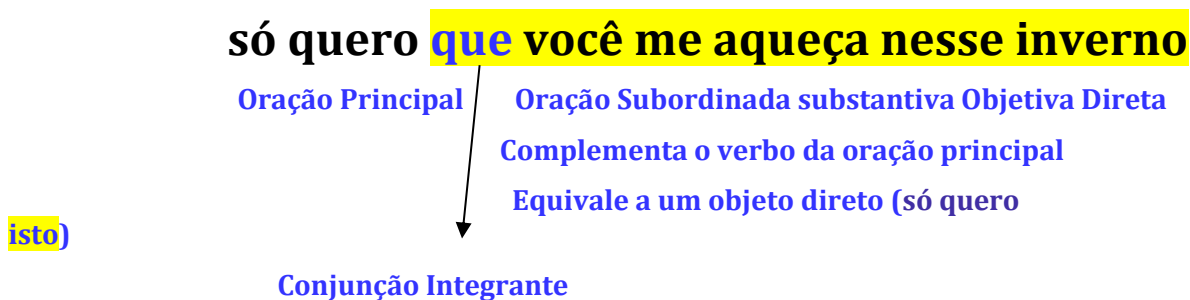 só quero que você me aqueça nesse inverno
Oração Principal Oração Subordinada substantiva Objetiva Direta
Complementa o verbo da oração principal
Equivale a um objeto direto (só quero
isto)
Conjunção Integrante